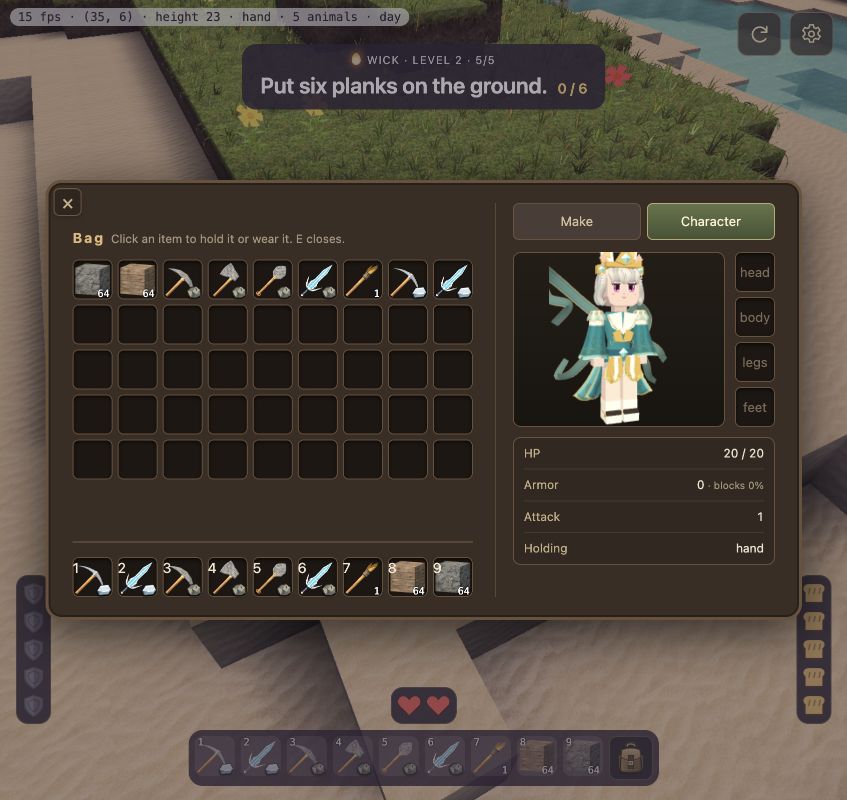 15 fps · (35, 6) · height 23 · hand · 5 animals · day
WICK · LEVEL 2 · 5/5
Put six planks on the ground. 0 / 6
×
Make
Character
Bag Click an item to hold it or wear it. E closes.
64
64
1
head
body
legs
feet
HP 20 / 20
Armor 0 · blocks 0%
Attack 1
Holding hand
1
2
3
4
5
6
7
1
8
64
9
64
1
2
3
4
5
6
7
1
8
64
9
64